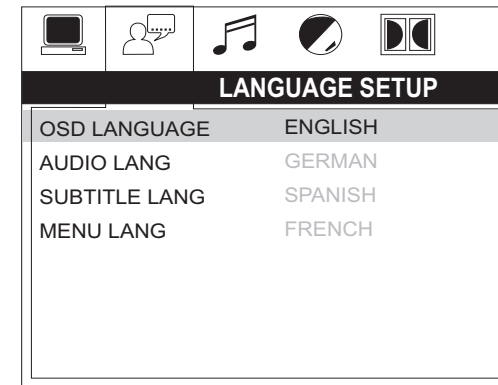 LANGUAGE SETUP
OSD LANGUAGE ENGLISH
AUDIO LANG GERMAN
SUBTITLE LANG SPANISH
MENU LANG FRENCH